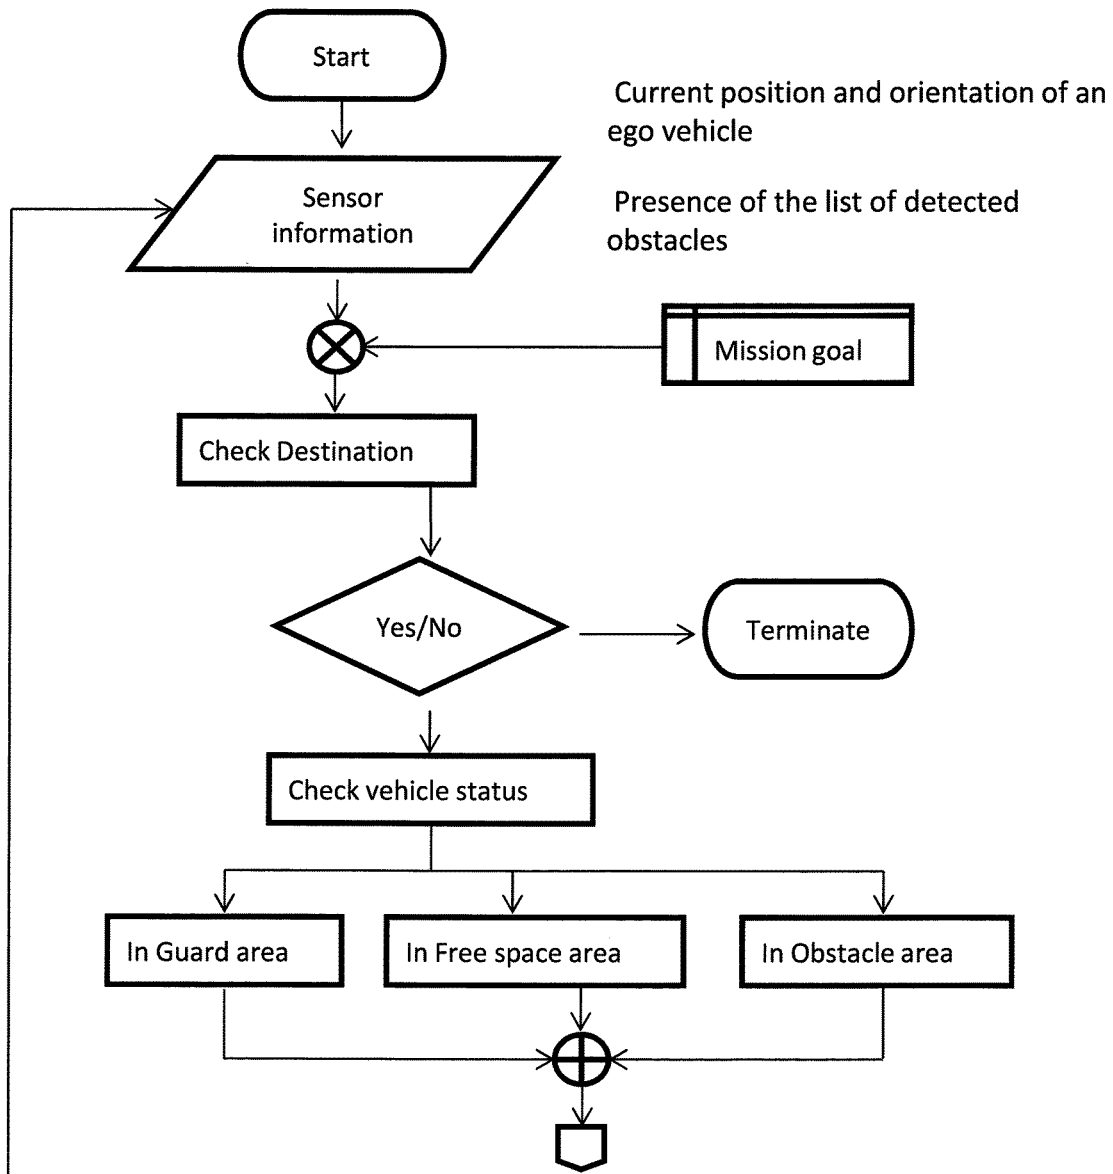 Start
Current position and orientation of an
ego vehicle
Sensor
information
Presence of the list of detected
obstacles
Mission goal
Check Destination
Yes/No
Terminate
Check vehicle status
In Guard area
In Free space area
In Obstacle area